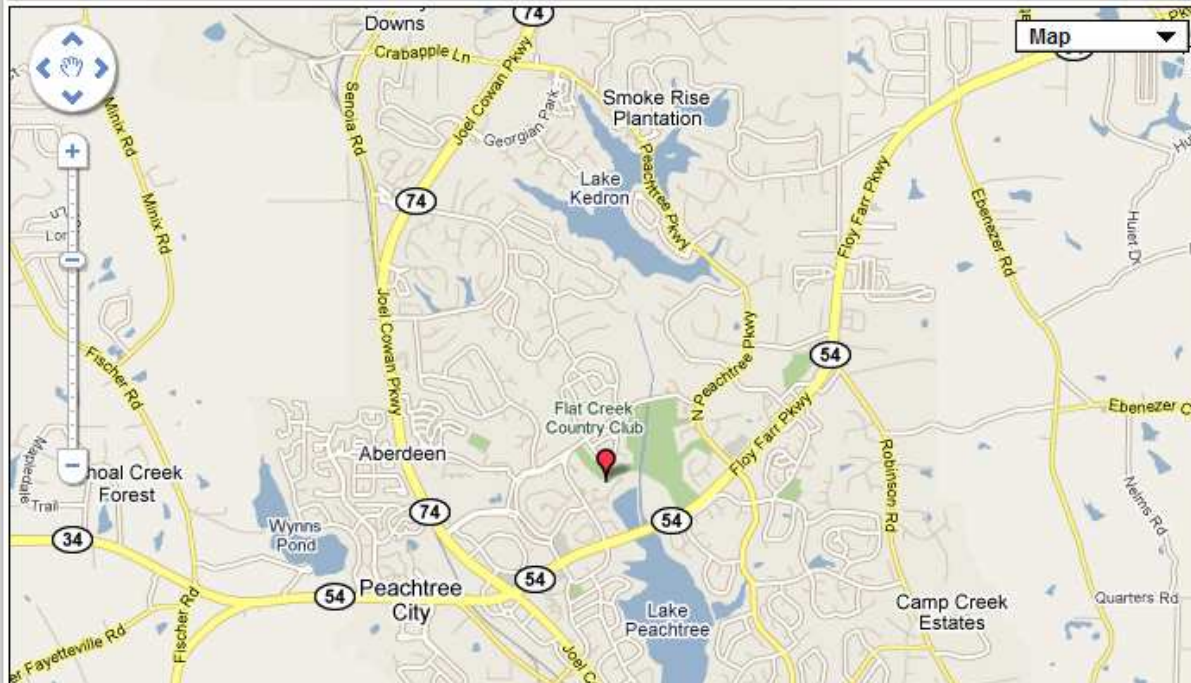 74
Downs
Map
Crabapple Ln
Joel Cowan Pkwy
Senoia Rd
Georgian Park
Smoke Rise
Plantation
Minix Rd
Minix Rd
Peachtree Pkwy
Lake
Kedron
74
Floy Farr Pkwy
Ebenezer Rd
Huiet Dr
Joel Cowan Pkwy
N Peachtree Pkwy
54
Fischer Rd
Flat Creek
Country Club
Ebenezer
Floy Farr Pkwy
Aberdeen
Robinson Rd
hoal Creek
Forest
Mapledale
Trail
Nelms Rd
74
54
Wynns
Pond
34
54
54
Peachtree
City
Lake
Peachtree
Camp Creek
Estates
Quarters Rd
Fischer Rd
er Fayetteville Rd
Joel C